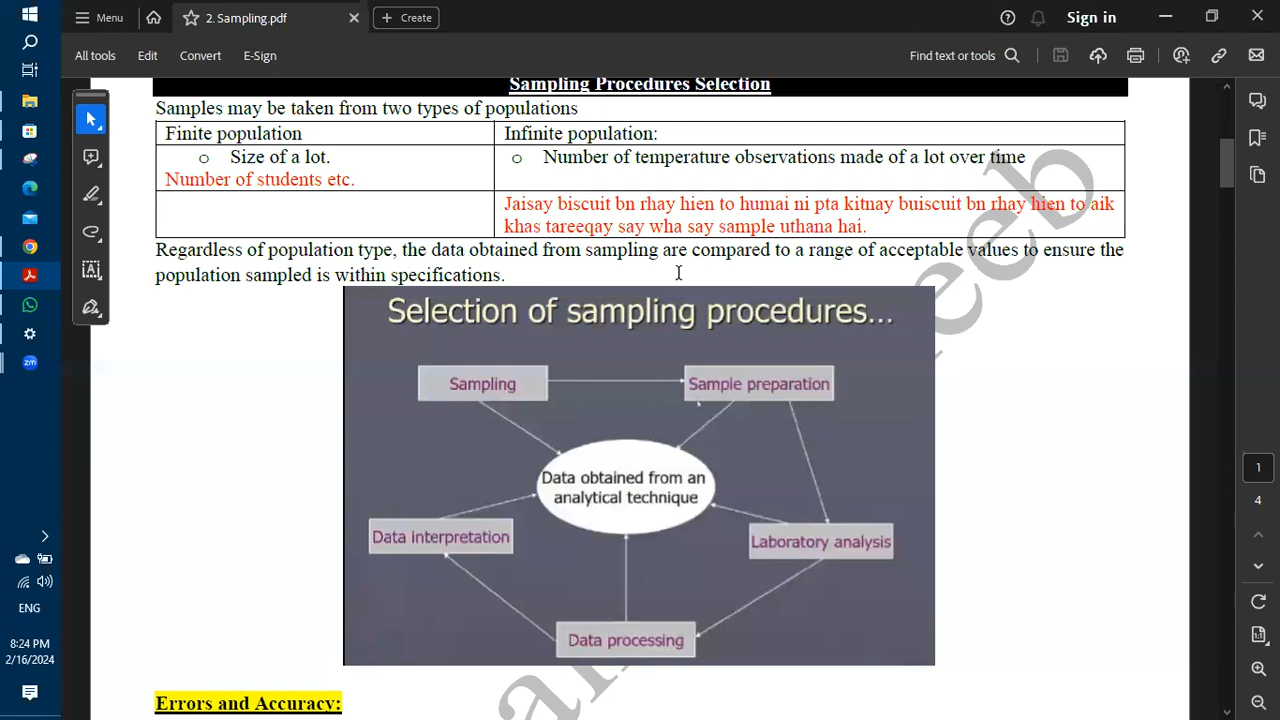 Menu
2. Sampling.pdf
Create
Sign in
All tools
Edit
Convert
E-Sign
Find text or tools
Sampling Procedures Selection
Samples may be taken from two types of populations
Finite population
Infinite population:
o Size of a lot.
Number of students etc.
o Number of temperature observations made of a lot over time
Jaisay biscuit bn rhay hien to humai ni pta kitnay buiscuit bn rhay hien to aik
khas tareeqay say wha say sample uthana hai.
Regardless of population type, the data obtained from sampling are compared to a range of acceptable values to ensure the
population sampled is within specifications.
Selection of sampling procedures...
Sampling
Sample preparation
Data obtained from an
analytical technique
Data interpretation
Laboratory analysis
Data processing
Errors and Accuracy:
1
4
ENG
8:24 PM
2/16/2024
zm